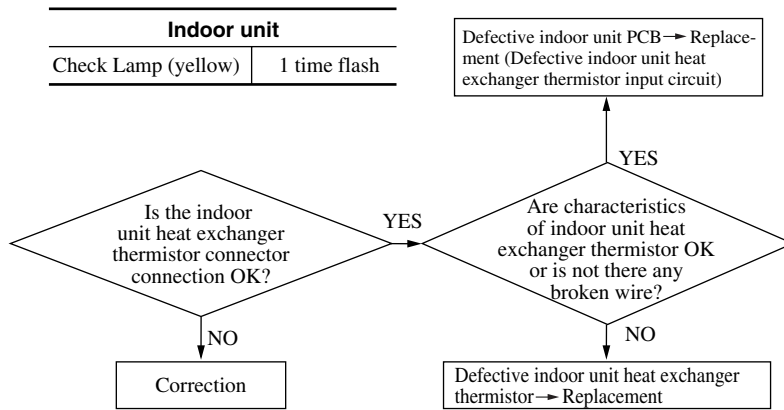 Indoor unit
Check Lamp (yellow) 1 time flash
Defective indoor unit PCB→Replace-
ment (Defective indoor unit heat
exchanger thermistor input circuit)
YES
Is the indoor
unit heat exchanger
thermistor connector
connection OK?
YES
Are characteristics
of indoor unit heat
exchanger thermistor OK
or is not there any
broken wire?
NO
Correction
NO
Defective indoor unit heat exchanger
thermistor→Replacement